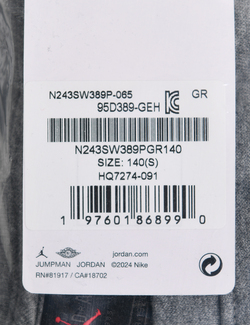 N243SW389P-065 GR
95D389-GEH
N243SW389PGR140
SIZE: 140(S)
HQ7274-091
1 97601 86899 0
jordan.com
JUMPMAN JORDAN ©2024 Nike
RN#81917 / CA#18702